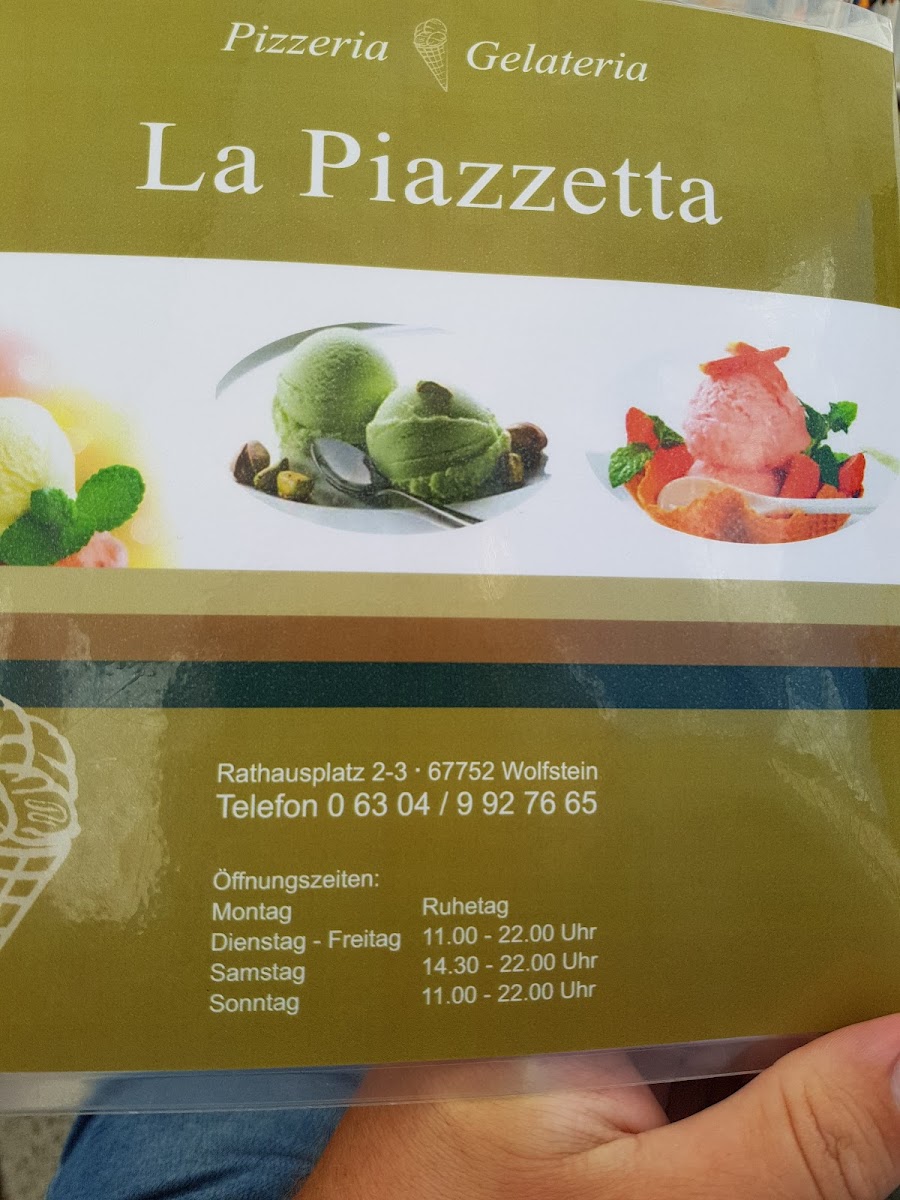 Pizzeria Gelateria
La Piazzetta
Rathausplatz 2-3 · 67752 Wolfstein
Telefon 0 63 04 / 9 92 76 65
Öffnungszeiten:
Montag Ruhetag
Dienstag - Freitag 11.00 - 22.00 Uhr
Samstag 14.30 - 22.00 Uhr
Sonntag 11.00 - 22.00 Uhr